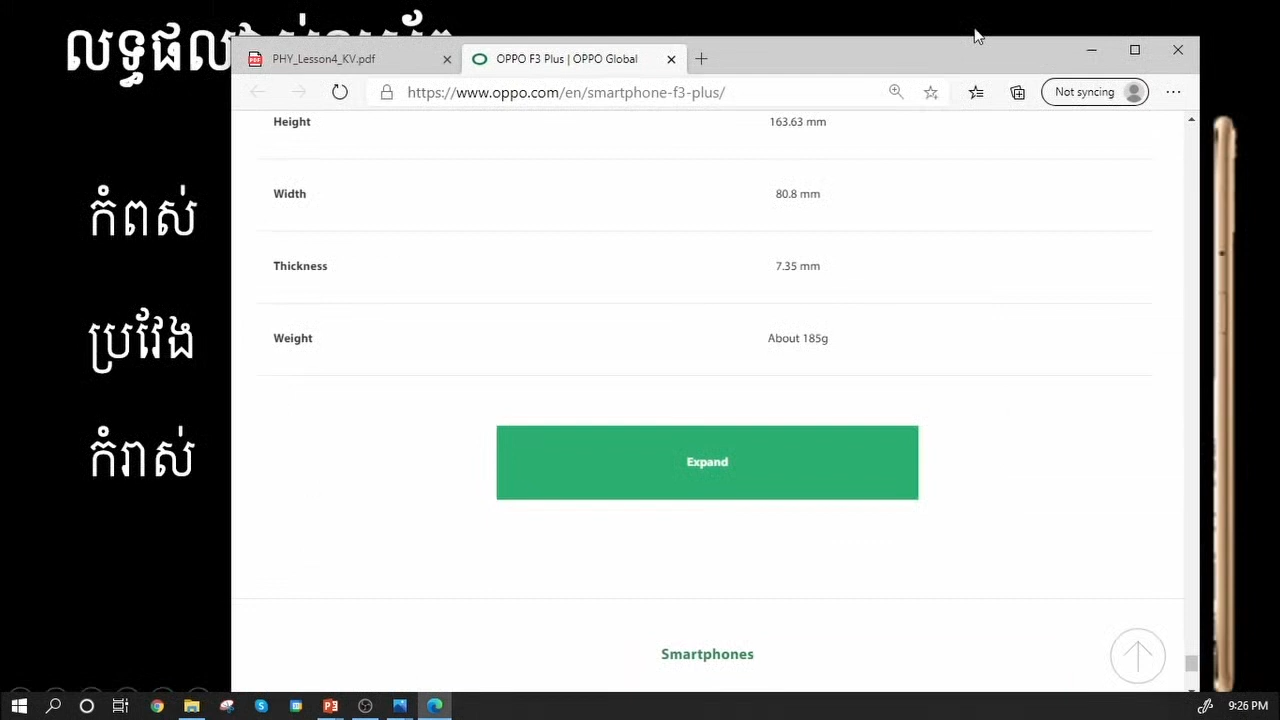 PHY_Lesson4_KV.pdf
OPPO F3 Plus | OPPO Global
https://www.oppo.com/en/smartphone-f3-plus/
Not syncing
Height 163.63 mm
កំពស់
Width 80.8 mm
Thickness 7.35 mm
ប្រវែង
Weight About 185g
កំរាស់
Expand
Smartphones
9:26 PM